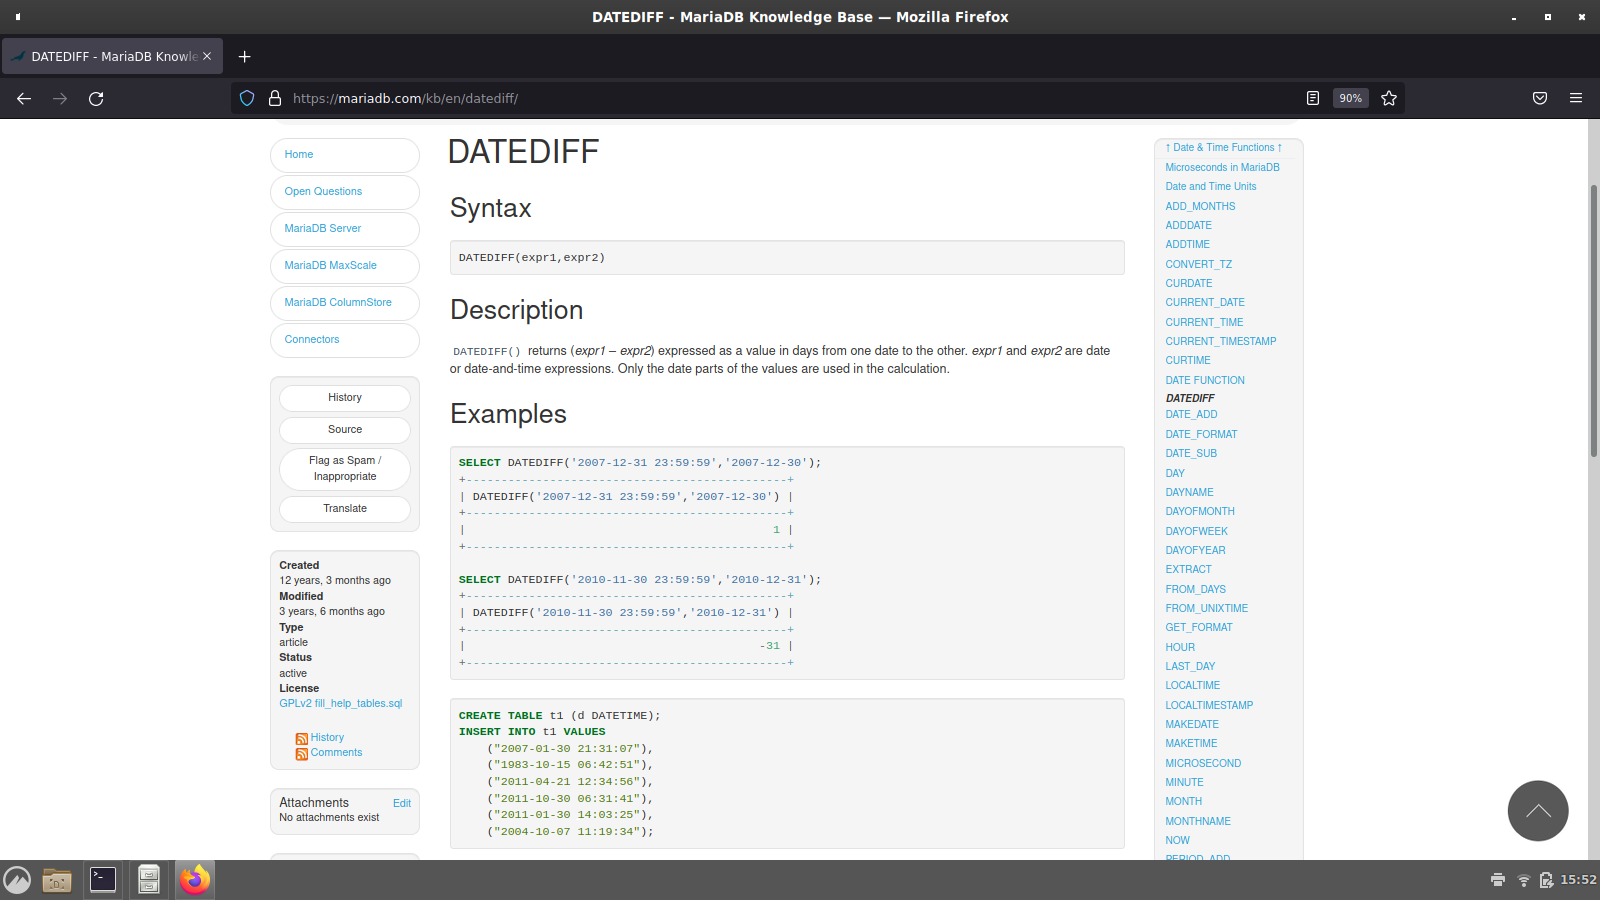 DATEDIFF - MariaDB Knowledge Base — Mozilla Firefox
DATEDIFF - MariaDB Knowle
https://mariadb.com/kb/en/datediff/
90%
Home
Open Questions
MariaDB Server
MariaDB MaxScale
MariaDB ColumnStore
Connectors
History
Source
Flag as Spam /
Inappropriate
Translate
Created
12 years, 3 months ago
Modified
3 years, 6 months ago
Type
article
Status
active
License
GPLv2 fill_help_tables.sql
History
Comments
Attachments Edit
No attachments exist
DATEDIFF
Syntax
DATEDIFF(expr1,expr2)
Description
DATEDIFF() returns (expr1 – expr2) expressed as a value in days from one date to the other. expr1 and expr2 are date
or date-and-time expressions. Only the date parts of the values are used in the calculation.
Examples
SELECT DATEDIFF('2007-12-31 23:59:59','2007-12-30');
+----------------------------------------------+
| DATEDIFF('2007-12-31 23:59:59','2007-12-30') |
+----------------------------------------------+
|                                            1 |
+----------------------------------------------+
SELECT DATEDIFF('2010-11-30 23:59:59','2010-12-31');
+----------------------------------------------+
| DATEDIFF('2010-11-30 23:59:59','2010-12-31') |
+----------------------------------------------+
|                                          -31 |
+----------------------------------------------+
CREATE TABLE t1 (d DATETIME);
INSERT INTO t1 VALUES
    ("2007-01-30 21:31:07"),
    ("1983-10-15 06:42:51"),
    ("2011-04-21 12:34:56"),
    ("2011-10-30 06:31:41"),
    ("2011-01-30 14:03:25"),
    ("2004-10-07 11:19:34");
↑ Date & Time Functions ↑
Microseconds in MariaDB
Date and Time Units
ADD_MONTHS
ADDDATE
ADDTIME
CONVERT_TZ
CURDATE
CURRENT_DATE
CURRENT_TIME
CURRENT_TIMESTAMP
CURTIME
DATE FUNCTION
DATEDIFF
DATE_ADD
DATE_FORMAT
DATE_SUB
DAY
DAYNAME
DAYOFMONTH
DAYOFWEEK
DAYOFYEAR
EXTRACT
FROM_DAYS
FROM_UNIXTIME
GET_FORMAT
HOUR
LAST_DAY
LOCALTIME
LOCALTIMESTAMP
MAKEDATE
MAKETIME
MICROSECOND
MINUTE
MONTH
MONTHNAME
NOW
PERIOD_ADD
15:52